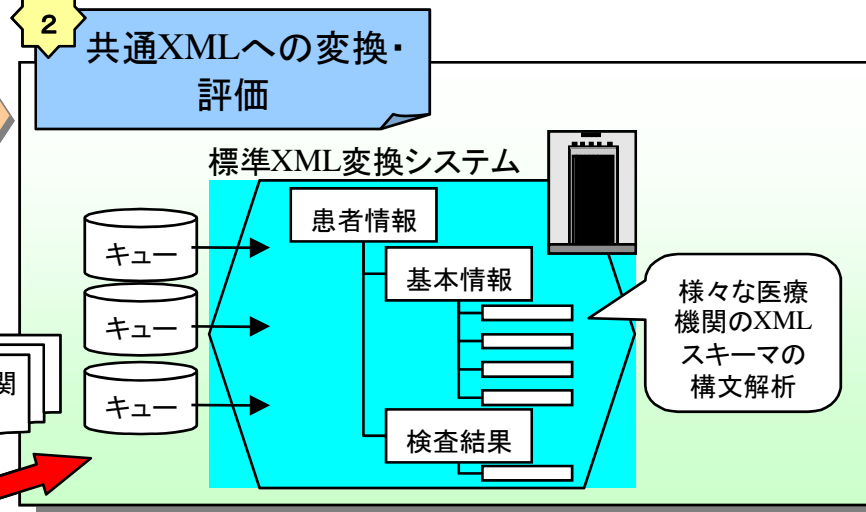 2
共通XMLへの変換・
評価
標準XML変換システム
患者情報
キュー
基本情報
様々な医療
機関のXML
スキーマの
構文解析
キュー
関
キュー
検査結果